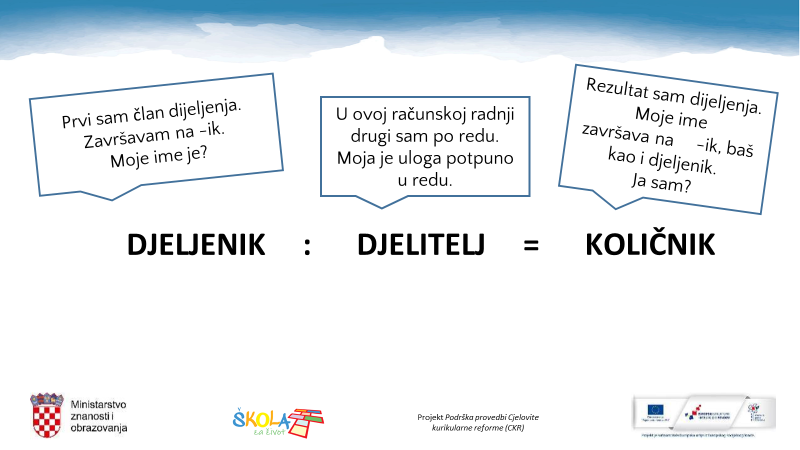 Prvi sam član dijeljenja.
Završavam na –ik.
Moje ime je?
U ovoj računskoj radnji
drugi sam po redu.
Moja je uloga potpuno
u redu.
Rezultat sam dijeljenja.
Moje ime
završava na –ik, baš
kao i djeljenik.
Ja sam?
DJELJENIK : DJELITELJ = KOLIČNIK
Ministarstvo
znanosti i
obrazovanja
ŠKOLA
za život
Projekt Podrška provedbi Cjelovite
kurikularne reforme (CKR)